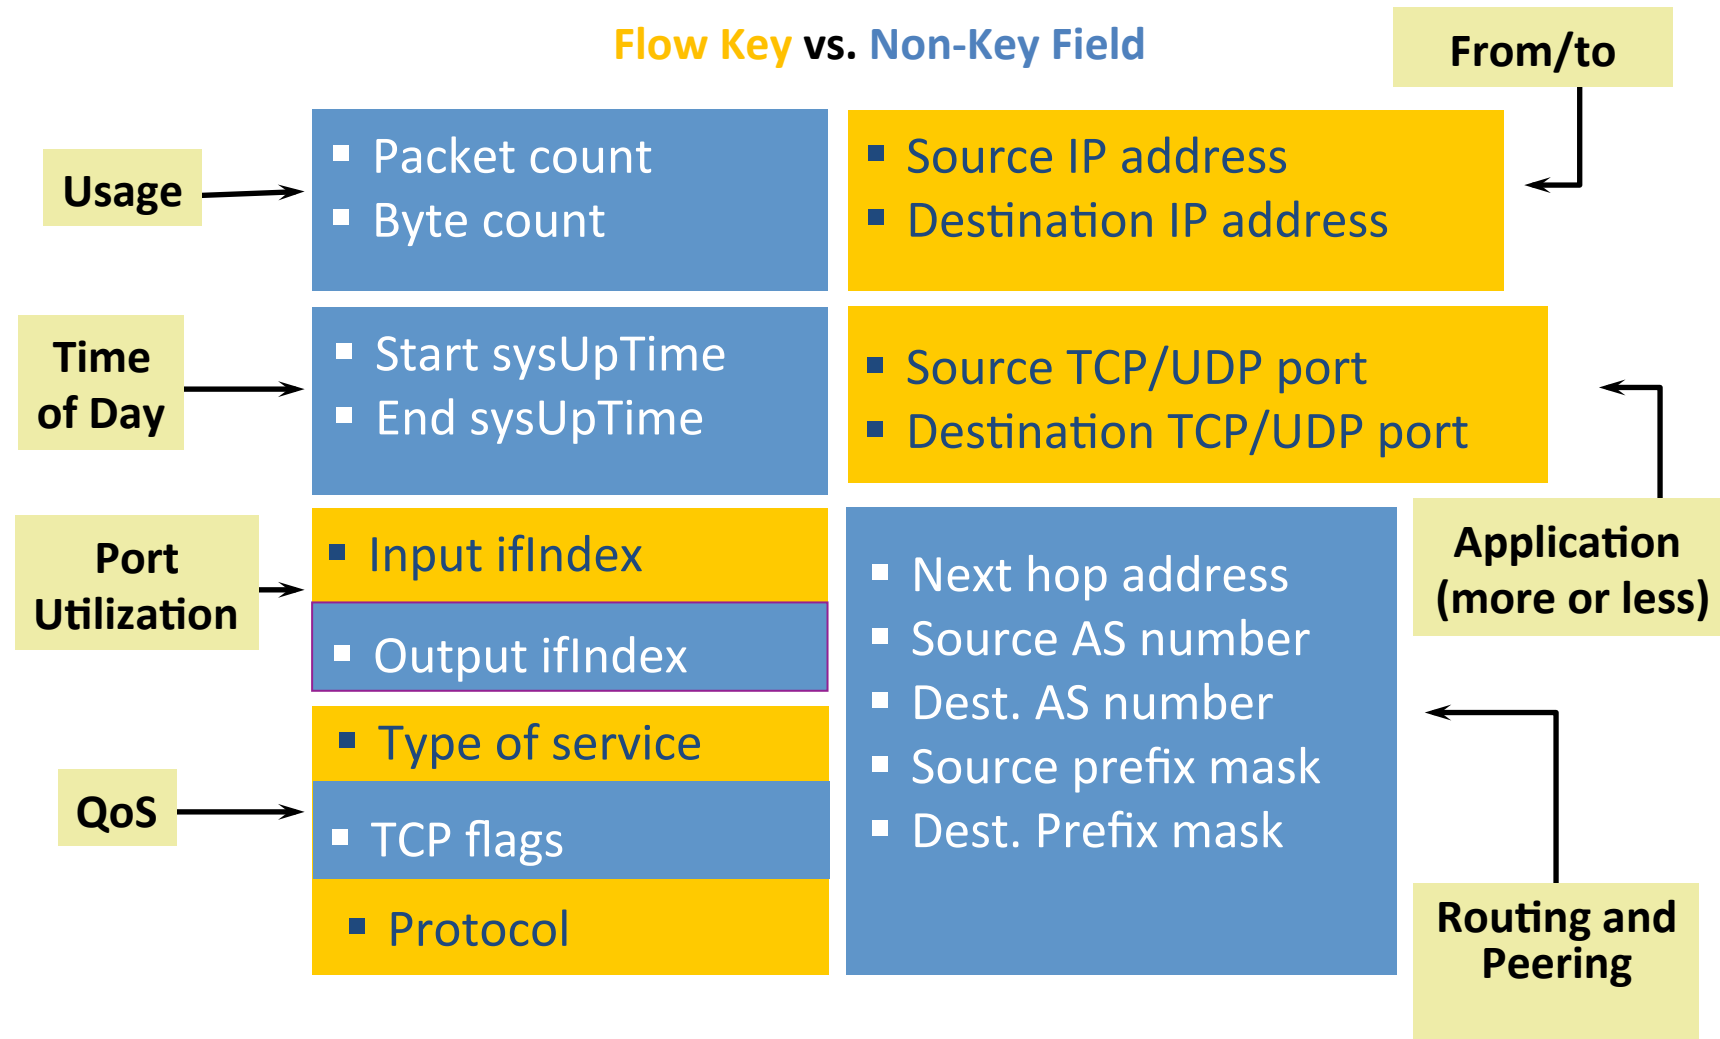 Flow Key vs. Non-Key Field
From/to
Usage
Packet count
Byte count
Source IP address
Destination IP address
Time
of Day
Start sysUpTime
End sysUpTime
Source TCP/UDP port
Destination TCP/UDP port
Port
Utilization
Input ifIndex
Output ifIndex
Next hop address
Source AS number
Dest. AS number
Source prefix mask
Dest. Prefix mask
Application
(more or less)
QoS
Type of service
TCP flags
Protocol
Routing and
Peering